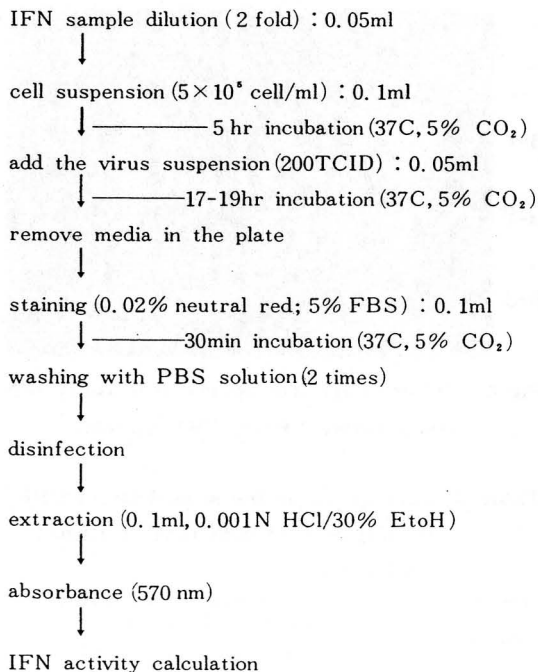 IFN sample dilution (2 fold) : 0.05ml
↓
cell suspension (5×10⁵ cell/ml) : 0.1ml
↓ 5 hr incubation (37C, 5% CO₂)
add the virus suspension (200TCID) : 0.05ml
↓ 17-19hr incubation (37C, 5% CO₂)
remove media in the plate
↓
staining (0.02% neutral red; 5% FBS) : 0.1ml
↓ 30min incubation (37C, 5% CO₂)
washing with PBS solution (2 times)
↓
disinfection
↓
extraction (0.1ml, 0.001N HCl/30% EtoH)
↓
absorbance (570 nm)
↓
IFN activity calculation